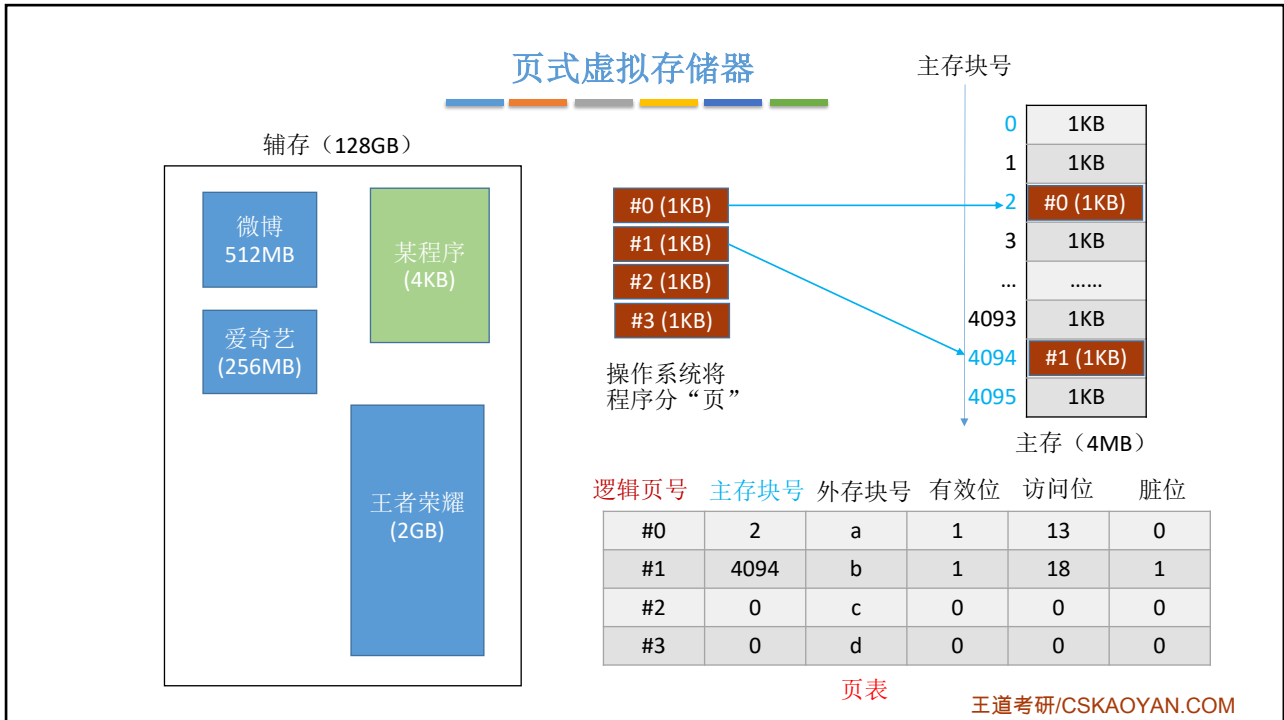 页式虚拟存储器
主存块号
辅存（128GB）
微博
512MB
某程序
(4KB)
爱奇艺
(256MB)
王者荣耀
(2GB)
#0 (1KB)
#1 (1KB)
#2 (1KB)
#3 (1KB)
操作系统将
程序分“页”
0 1KB
1 1KB
2 #0 (1KB)
3 1KB
... ......
4093 1KB
4094 #1 (1KB)
4095 1KB
主存（4MB）
逻辑页号 主存块号 外存块号 有效位 访问位 脏位
#0 2 a 1 13 0
#1 4094 b 1 18 1
#2 0 c 0 0 0
#3 0 d 0 0 0
页表
王道考研/CSKAOYAN.COM